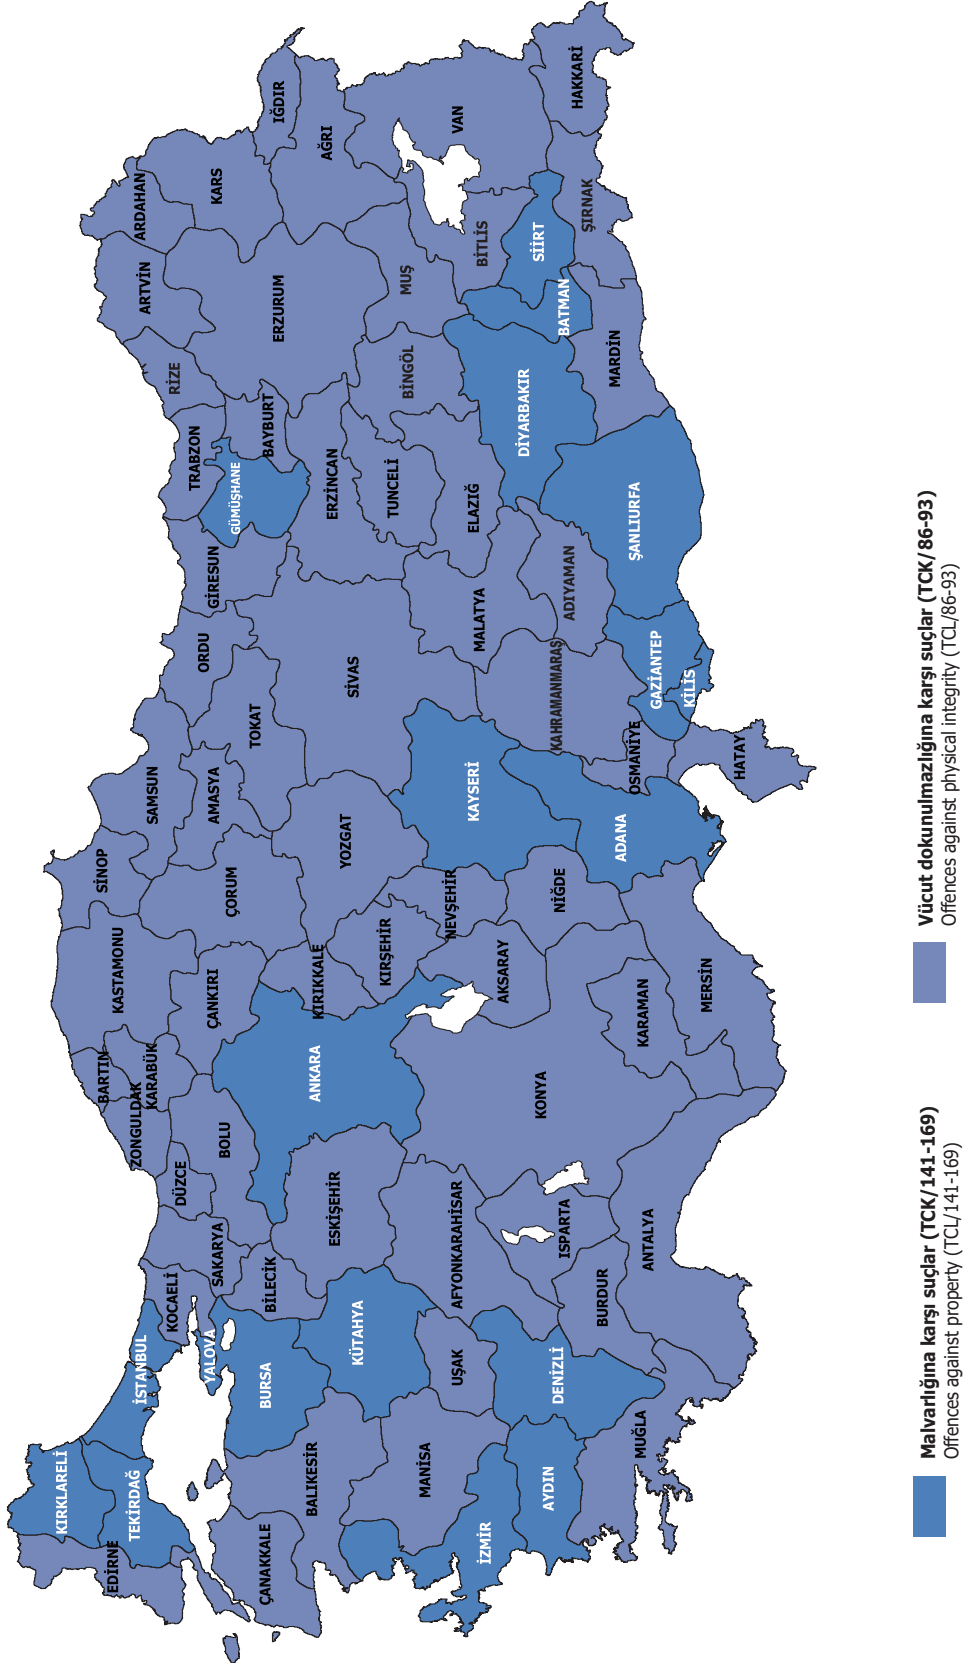 KIRKLARELİ
EDİRNE
TEKİRDAĞ
İSTANBUL
KOCAELİ
YALOVA
SAKARYA
DÜZCE
ZONGULDAK
BARTIN
KARABÜK
KASTAMONU
SİNOP
SAMSUN
ORDU
GİRESUN
TRABZON
RİZE
ARTVİN
ARDAHAN
ÇANAKKALE
BALIKESİR
BURSA
BİLECİK
BOLU
ÇANKIRI
ÇORUM
AMASYA
TOKAT
GÜMÜŞHANE
BAYBURT
ERZURUM
KARS
IĞDIR
AĞRI
KÜTAHYA
ESKİŞEHİR
ANKARA
KIRIKKALE
KIRŞEHİR
YOZGAT
SİVAS
ERZİNCAN
TUNCELİ
BİNGÖL
MUŞ
MANİSA
UŞAK
AFYONKARAHİSAR
NEVŞEHİR
KAYSERİ
MALATYA
ELAZIĞ
BİTLİS
VAN
İZMİR
AYDIN
DENİZLİ
ISPARTA
BURDUR
KONYA
AKSARAY
NİĞDE
KAHRAMANMARAŞ
ADIYAMAN
DİYARBAKIR
BATMAN
SİİRT
ŞIRNAK
HAKKARİ
MUĞLA
ANTALYA
KARAMAN
MERSİN
ADANA
OSMANİYE
HATAY
GAZİANTEP
KİLİS
ŞANLIURFA
MARDİN
Malvarlığına karşı suçlar (TCK/141-169)
Offences against property (TCL/141-169)
Vücut dokunulmazlığına karşı suçlar (TCK/86-93)
Offences against physical integrity (TCL/86-93)